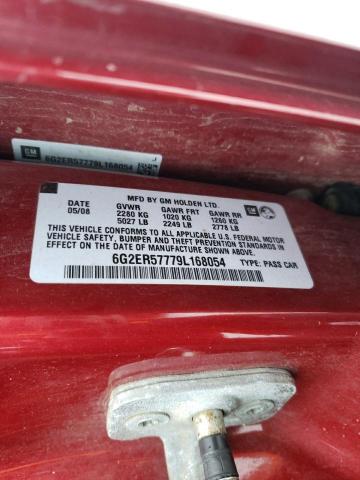 GM
6G2ER57779L168054
MFD BY GM HOLDEN LTD.
DATE GVWR GAWR FRT GAWR RR
05/08 2280 KG 1020 KG 1260 KG
5027 LB 2249 LB 2778 LB
GM
THIS VEHICLE CONFORMS TO ALL APPLICABLE U.S. FEDERAL MOTOR
VEHICLE SAFETY, BUMPER AND THEFT PREVENTION STANDARDS IN
EFFECT ON THE DATE OF MANUFACTURE SHOWN ABOVE.
6G2ER57779L168054 TYPE: PASS CAR